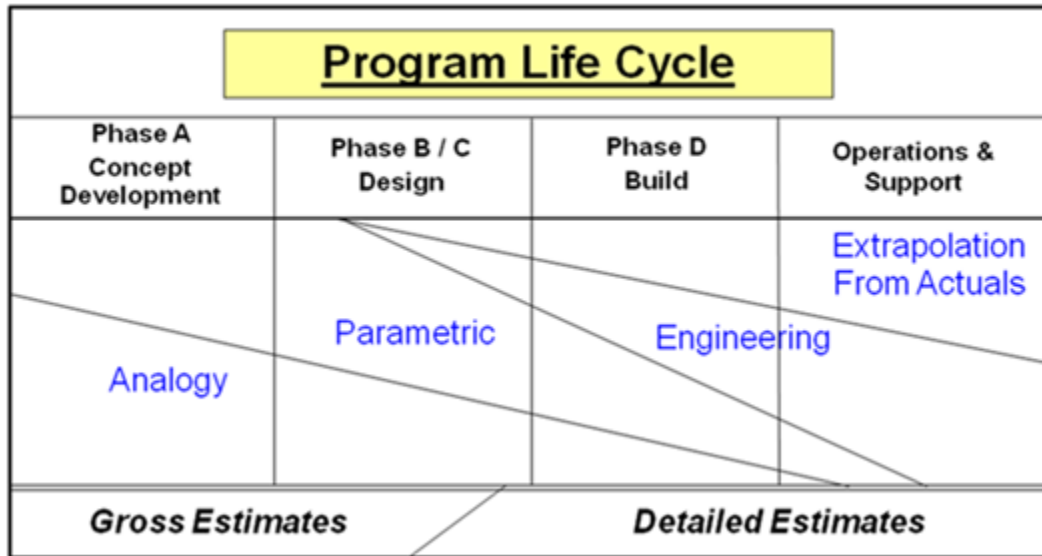 Program Life Cycle
Phase A
Concept
Development
Phase B / C
Design
Phase D
Build
Operations &
Support
Extrapolation
From Actuals
Parametric
Engineering
Analogy
Gross Estimates
Detailed Estimates